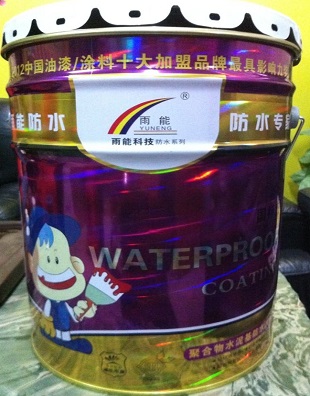 12中国油漆/涂料十大加盟品牌最具影响力
雨能防水
雨能
®
YUNENG
雨能科技防水系列
防水专
WATERPROO
COATIN
聚合物水泥基